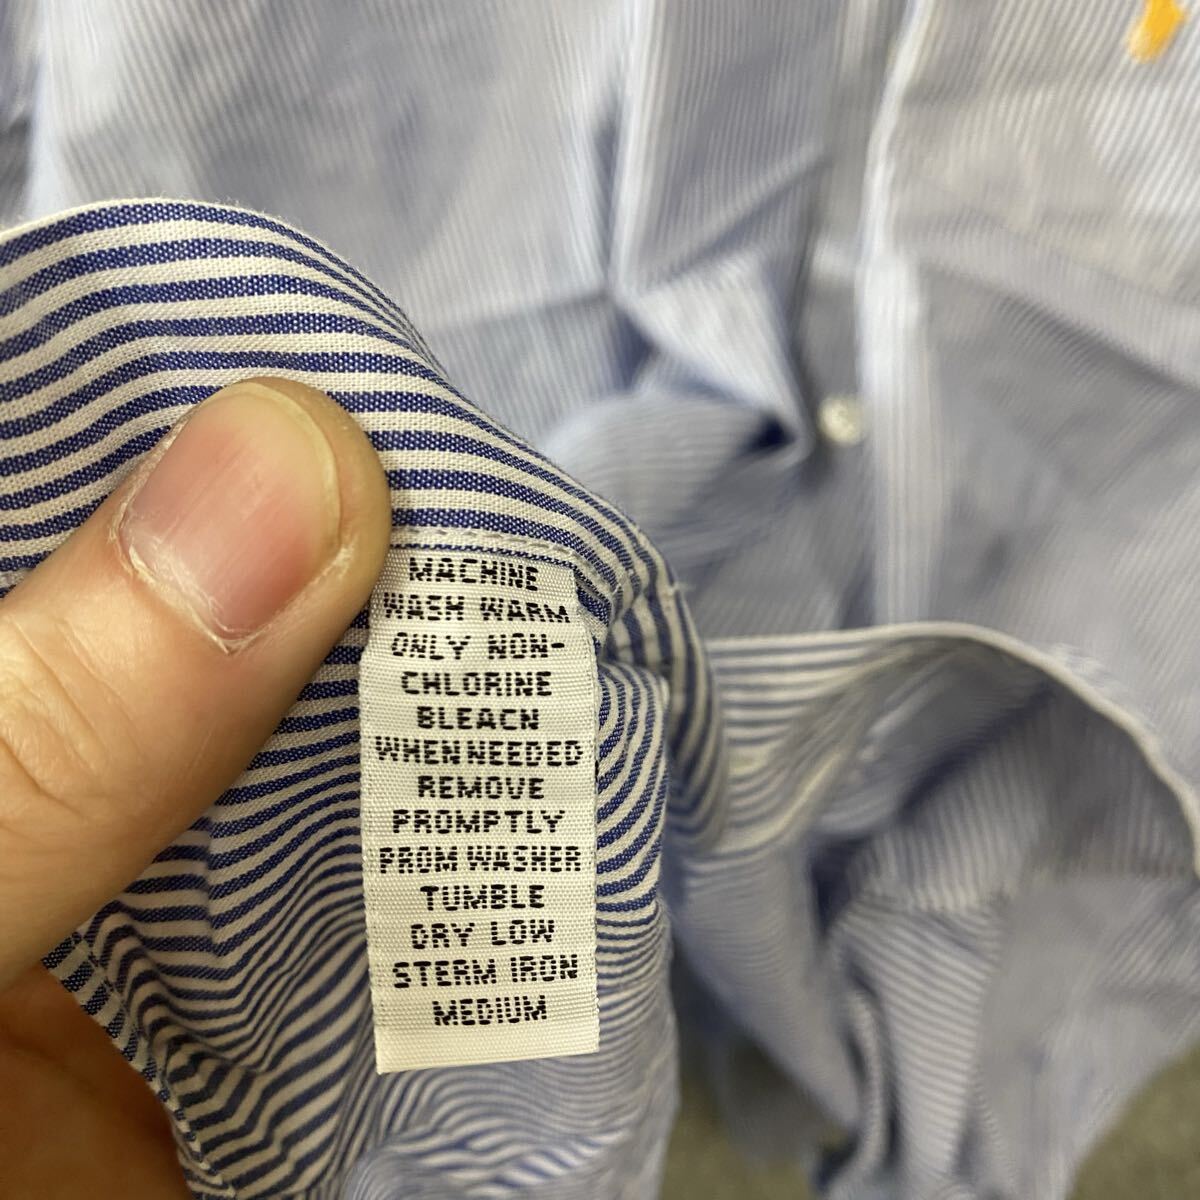 MACHINE
WASH WARM
ONLY NON-
CHLORINE
BLEACN
WHEN NEEDED
REMOVE
PROMPTLY
PROM WASHER
TUMBLE
DRY LOW
STERM IRON
MEDIUM